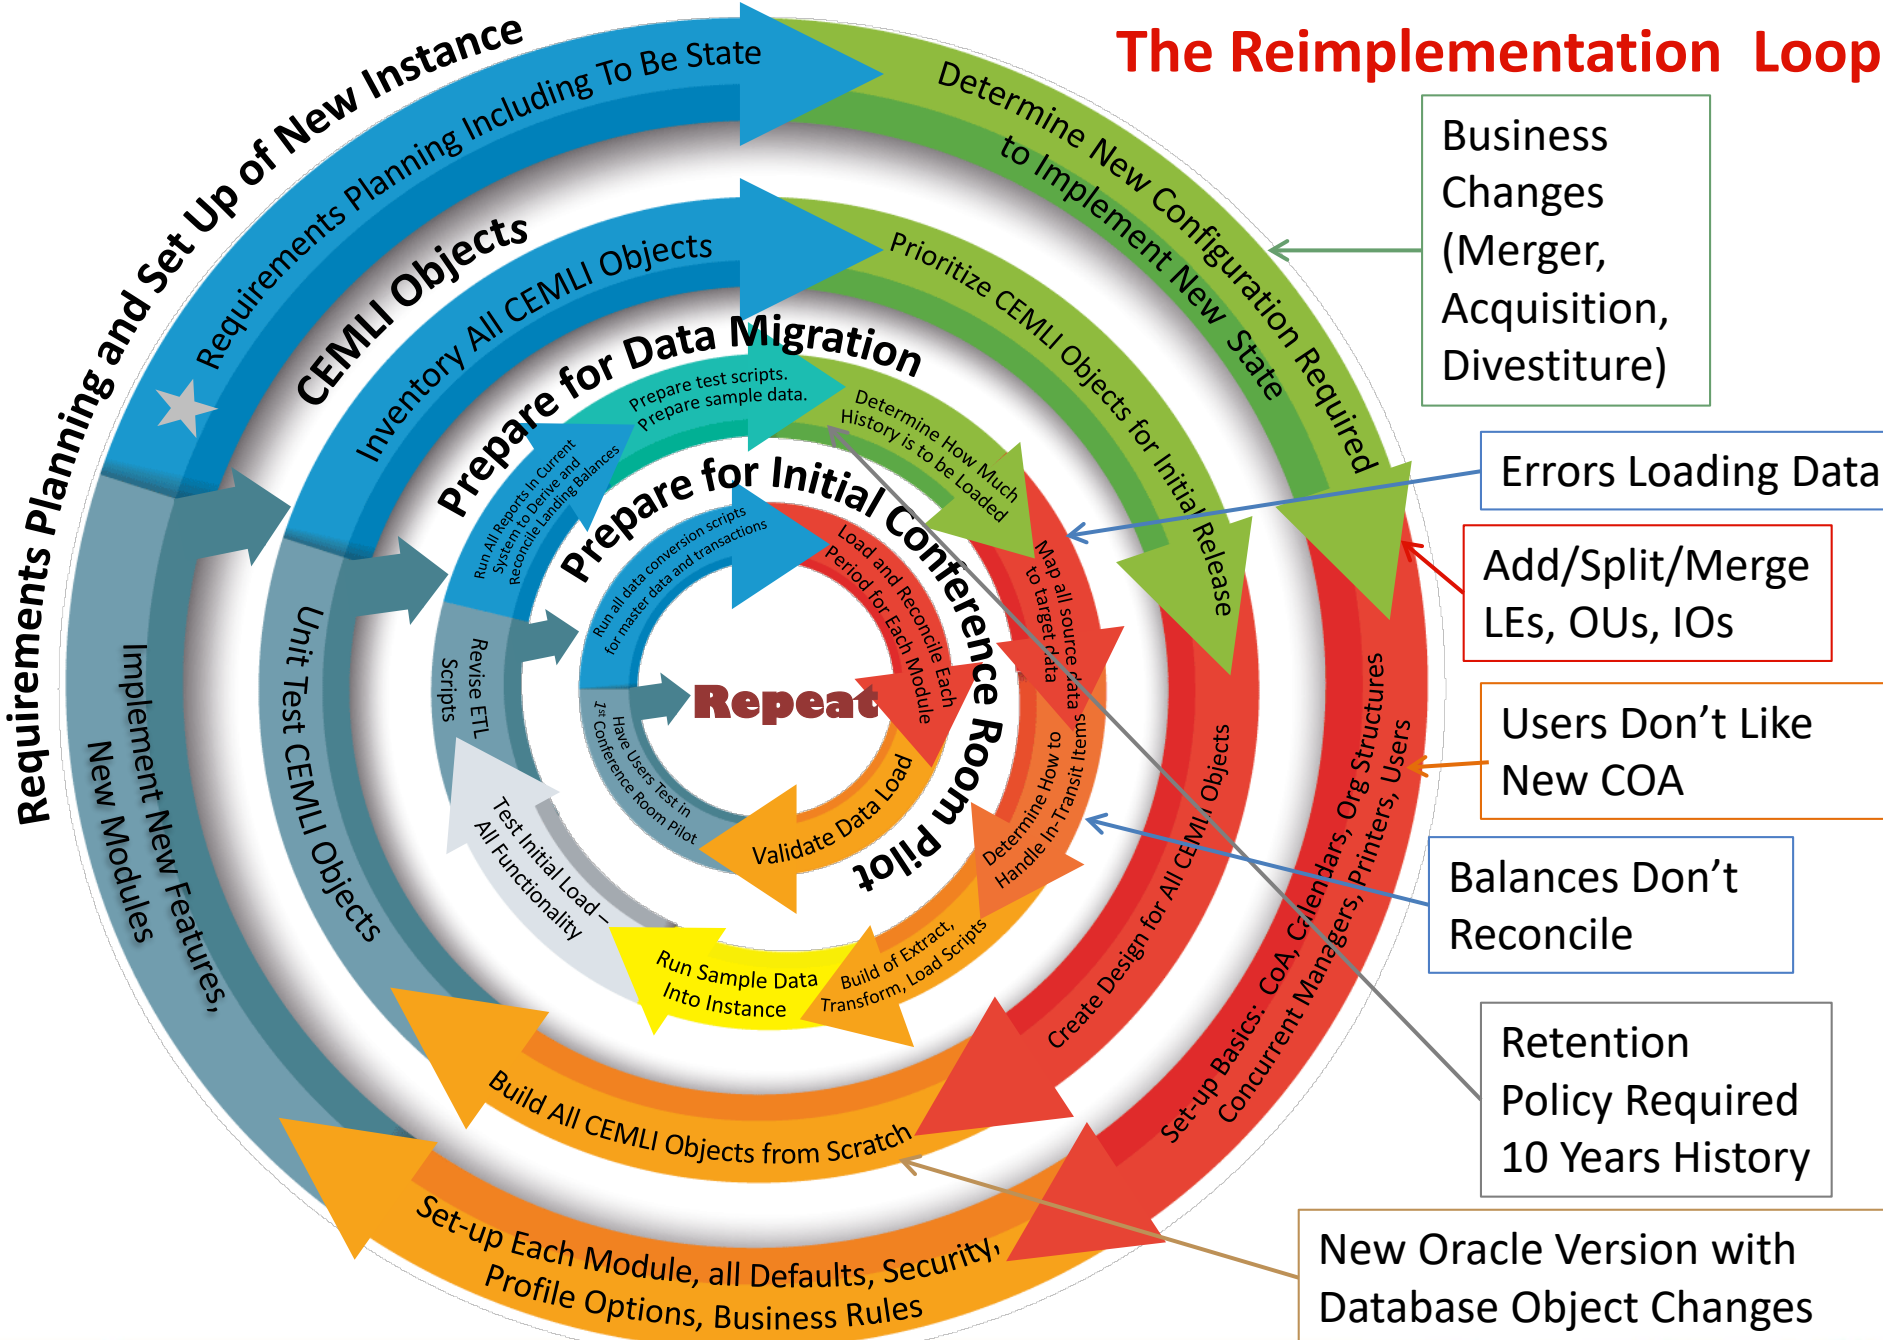 The Reimplementation Loop
Requirements Planning and Set Up of New Instance
Requirements Planning Including To Be State
Determine New Configuration Required
to Implement New State
Set-up Basics: CoA, Calendars, Org Structures
Concurrent Managers, Printers, Users
Set-up Each Module, all Defaults, Security,
Profile Options, Business Rules
Implement New Features,
New Modules
CEMLI Objects
Inventory All CEMLI Objects
Prioritize CEMLI Objects for Initial Release
Create Design for All CEMLI Objects
Build All CEMLI Objects from Scratch
Unit Test CEMLI Objects
Prepare for Data Migration
Run All Reports In Current
System to Derive and
Reconcile Landing Balances
Prepare test scripts.
Prepare sample data.
Determine How Much
History is to be Loaded
Map all source data
to target data
Determine How to
Handle In-Transit Items
Build of Extract,
Transform, Load Scripts
Run Sample Data
Into Instance
Test Initial Load –
All Functionality
Revise ETL
Scripts
Prepare for Initial Conference Room Pilot
Run all data conversion scripts
for master data and transactions
Load and Reconcile Each
Period for Each Module
Validate Data Load
Have Users Test in
1st Conference Room Pilot
Repeat
Business
Changes
(Merger,
Acquisition,
Divestiture)
Errors Loading Data
Add/Split/Merge
LEs, OUs, IOs
Users Don’t Like
New COA
Balances Don’t
Reconcile
Retention
Policy Required
10 Years History
New Oracle Version with
Database Object Changes